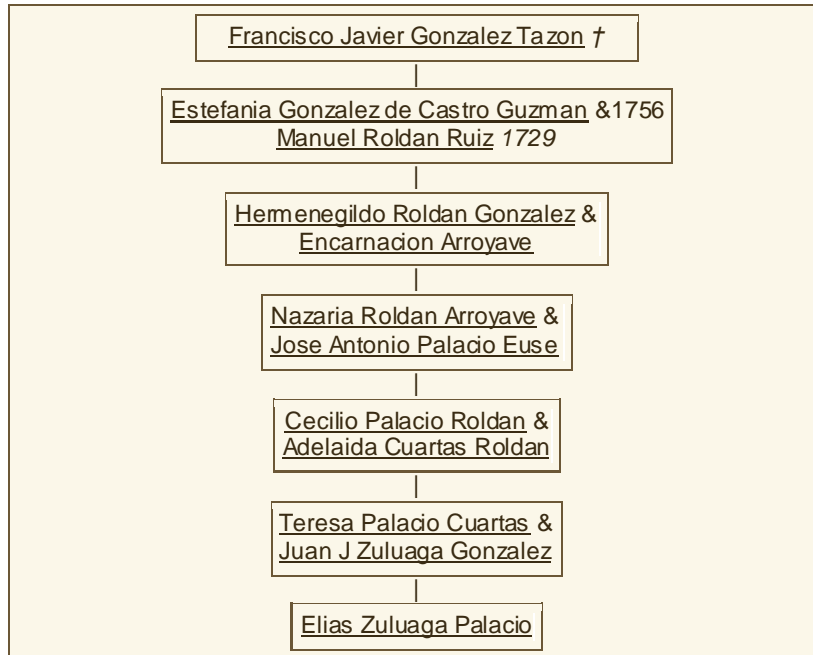 Francisco Javier Gonzalez Tazon †
Estefania Gonzalez de Castro Guzman &1756
Manuel Roldan Ruiz 1729
Hermenegildo Roldan Gonzalez &
Encarnacion Arroyave
Nazaria Roldan Arroyave &
Jose Antonio Palacio Euse
Cecilio Palacio Roldan &
Adelaida Cuartas Roldan
Teresa Palacio Cuartas &
Juan J Zuluaga Gonzalez
Elias Zuluaga Palacio